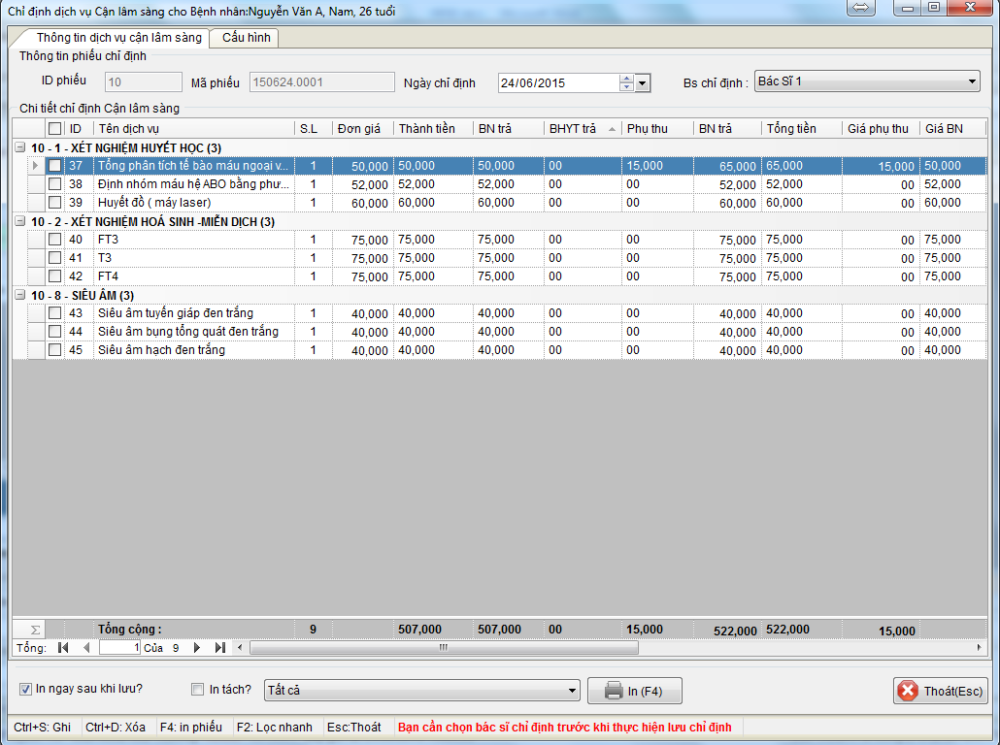 Chỉ định dịch vụ Cận lâm sàng cho Bệnh nhân:Nguyễn Văn A, Nam, 26 tuổi
Thông tin dịch vụ cận lâm sàng Cấu hình
Thông tin phiếu chỉ định
ID phiếu 10 Mã phiếu 150624.0001 Ngày chỉ định 24/06/2015 Bs chỉ định : Bác Sĩ 1
Chi tiết chỉ định Cận lâm sàng
ID Tên dịch vụ S.L Đơn giá Thành tiền BN trả BHYT trả Phụ thu BN trả Tổng tiền Giá phụ thu Giá BN
10 - 1 - XÉT NGHIỆM HUYẾT HỌC (3)
37 Tổng phân tích tế bào máu ngoại v... 1 50,000 50,000 50,000 00 15,000 65,000 65,000 15,000 50,000
38 Định nhóm máu hệ ABO bằng phư... 1 52,000 52,000 52,000 00 00 52,000 52,000 00 52,000
39 Huyết đồ ( máy laser) 1 60,000 60,000 60,000 00 00 60,000 60,000 00 60,000
10 - 2 - XÉT NGHIỆM HOÁ SINH -MIỄN DỊCH (3)
40 FT3 1 75,000 75,000 75,000 00 00 75,000 75,000 00 75,000
41 T3 1 75,000 75,000 75,000 00 00 75,000 75,000 00 75,000
42 FT4 1 75,000 75,000 75,000 00 00 75,000 75,000 00 75,000
10 - 8 - SIÊU ÂM (3)
43 Siêu âm tuyến giáp đen trắng 1 40,000 40,000 40,000 00 00 40,000 40,000 00 40,000
44 Siêu âm bụng tổng quát đen trắng 1 40,000 40,000 40,000 00 00 40,000 40,000 00 40,000
45 Siêu âm hạch đen trắng 1 40,000 40,000 40,000 00 00 40,000 40,000 00 40,000
Σ Tổng cộng : 9 507,000 507,000 00 15,000 522,000 522,000 15,000
Tổng: 1 Của 9
In ngay sau khi lưu? In tách? Tất cả In (F4) Thoát(Esc)
Ctrl+S: Ghi Ctrl+D: Xóa F4: in phiếu F2: Lọc nhanh Esc:Thoát Bạn cần chọn bác sĩ chỉ định trước khi thực hiện lưu chỉ định